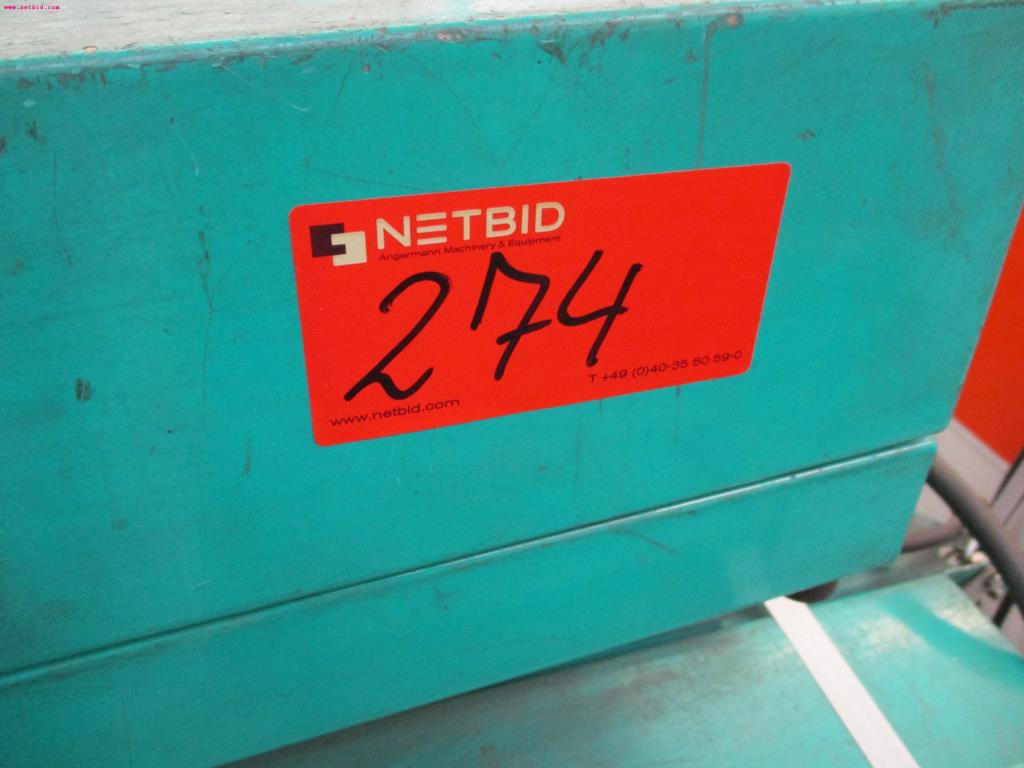 www.netbid.com
NETBID
Angermann Machinery & Equipment
274
T +49 (0)40-35 50 59-0
www.netbid.com